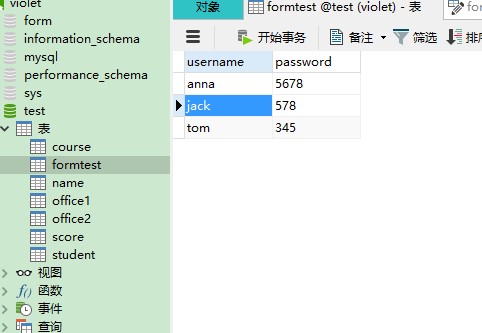 violet
form
information_schema
mysql
performance_schema
sys
test
表
course
formtest
name
office1
office2
score
student
视图
f() 函数
事件
查询
对象
formtest @test (violet) - 表
开始事务 备注 筛选 排
username password
anna 5678
jack 578
tom 345